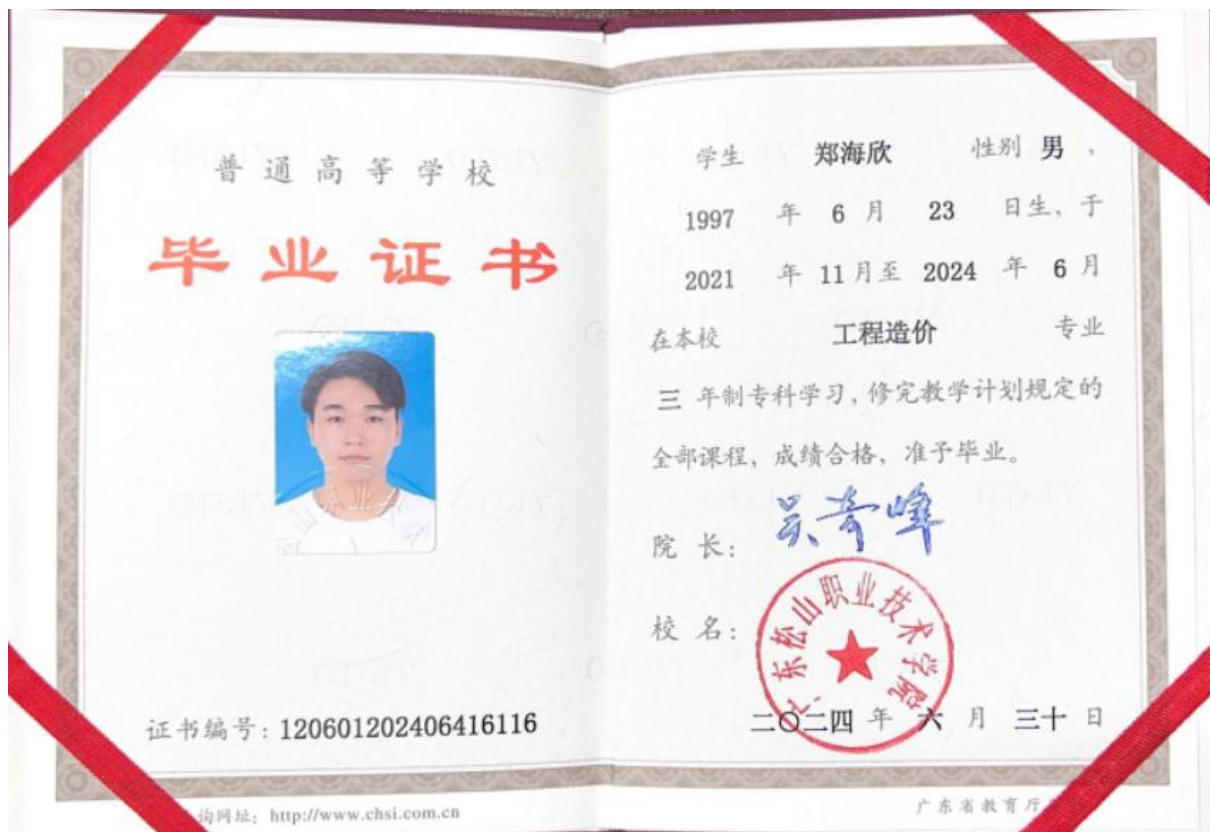 普通高等学校
毕业证书
证书编号：120601202406416116
询网址：http://www.chsi.com.cn
学生 郑海欣 性别 男，
1997 年 6 月 23 日生，于
2021 年 11 月至 2024 年 6 月
在本校 工程造价 专业
三 年制专科学习，修完教学计划规定的
全部课程，成绩合格，准予毕业。
院 长：
校 名：
广东松山职业技术学院
二〇二四 年 六 月 三十 日
广东省教育厅